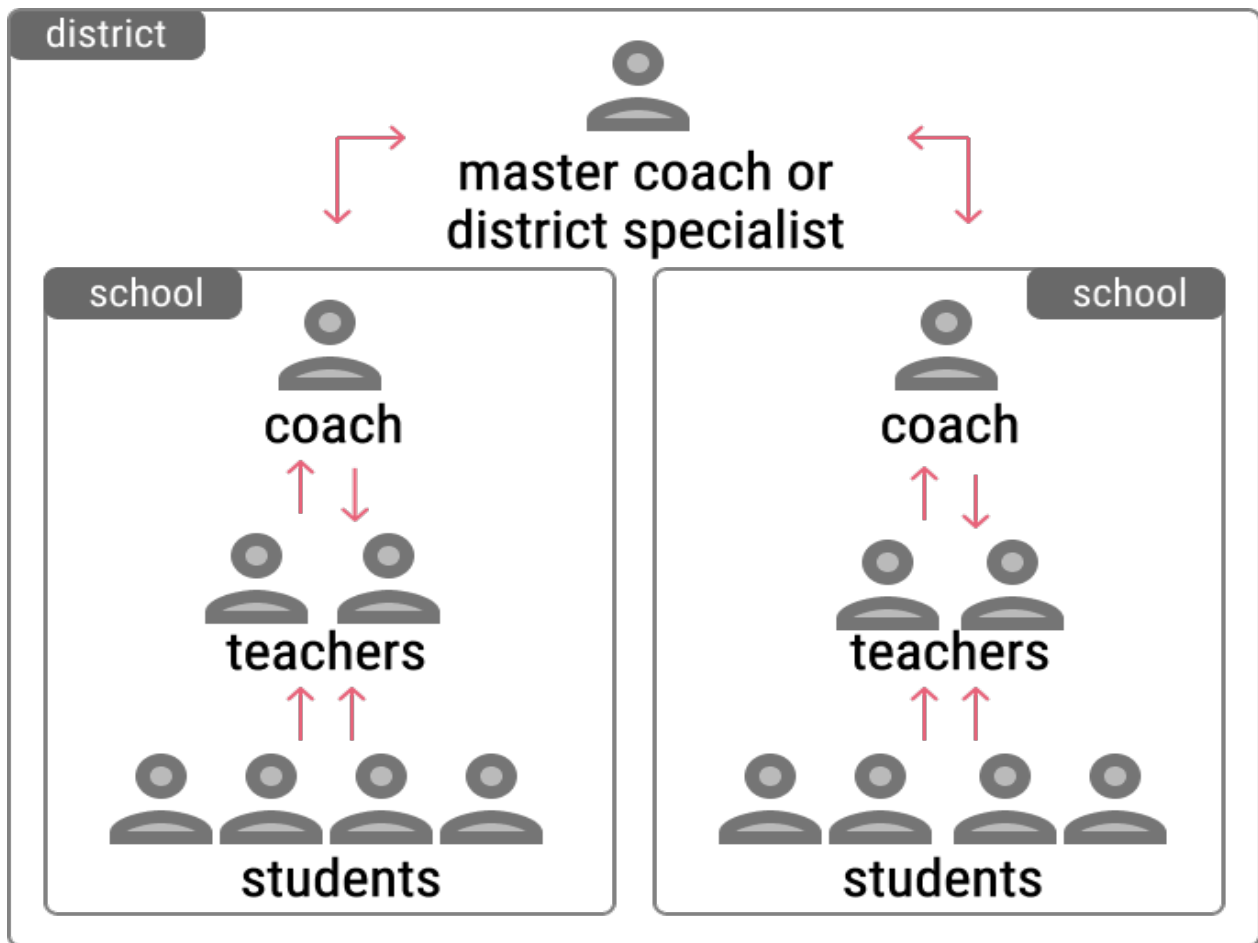 district
master coach or
district specialist
school
coach
teachers
students
school
coach
teachers
students